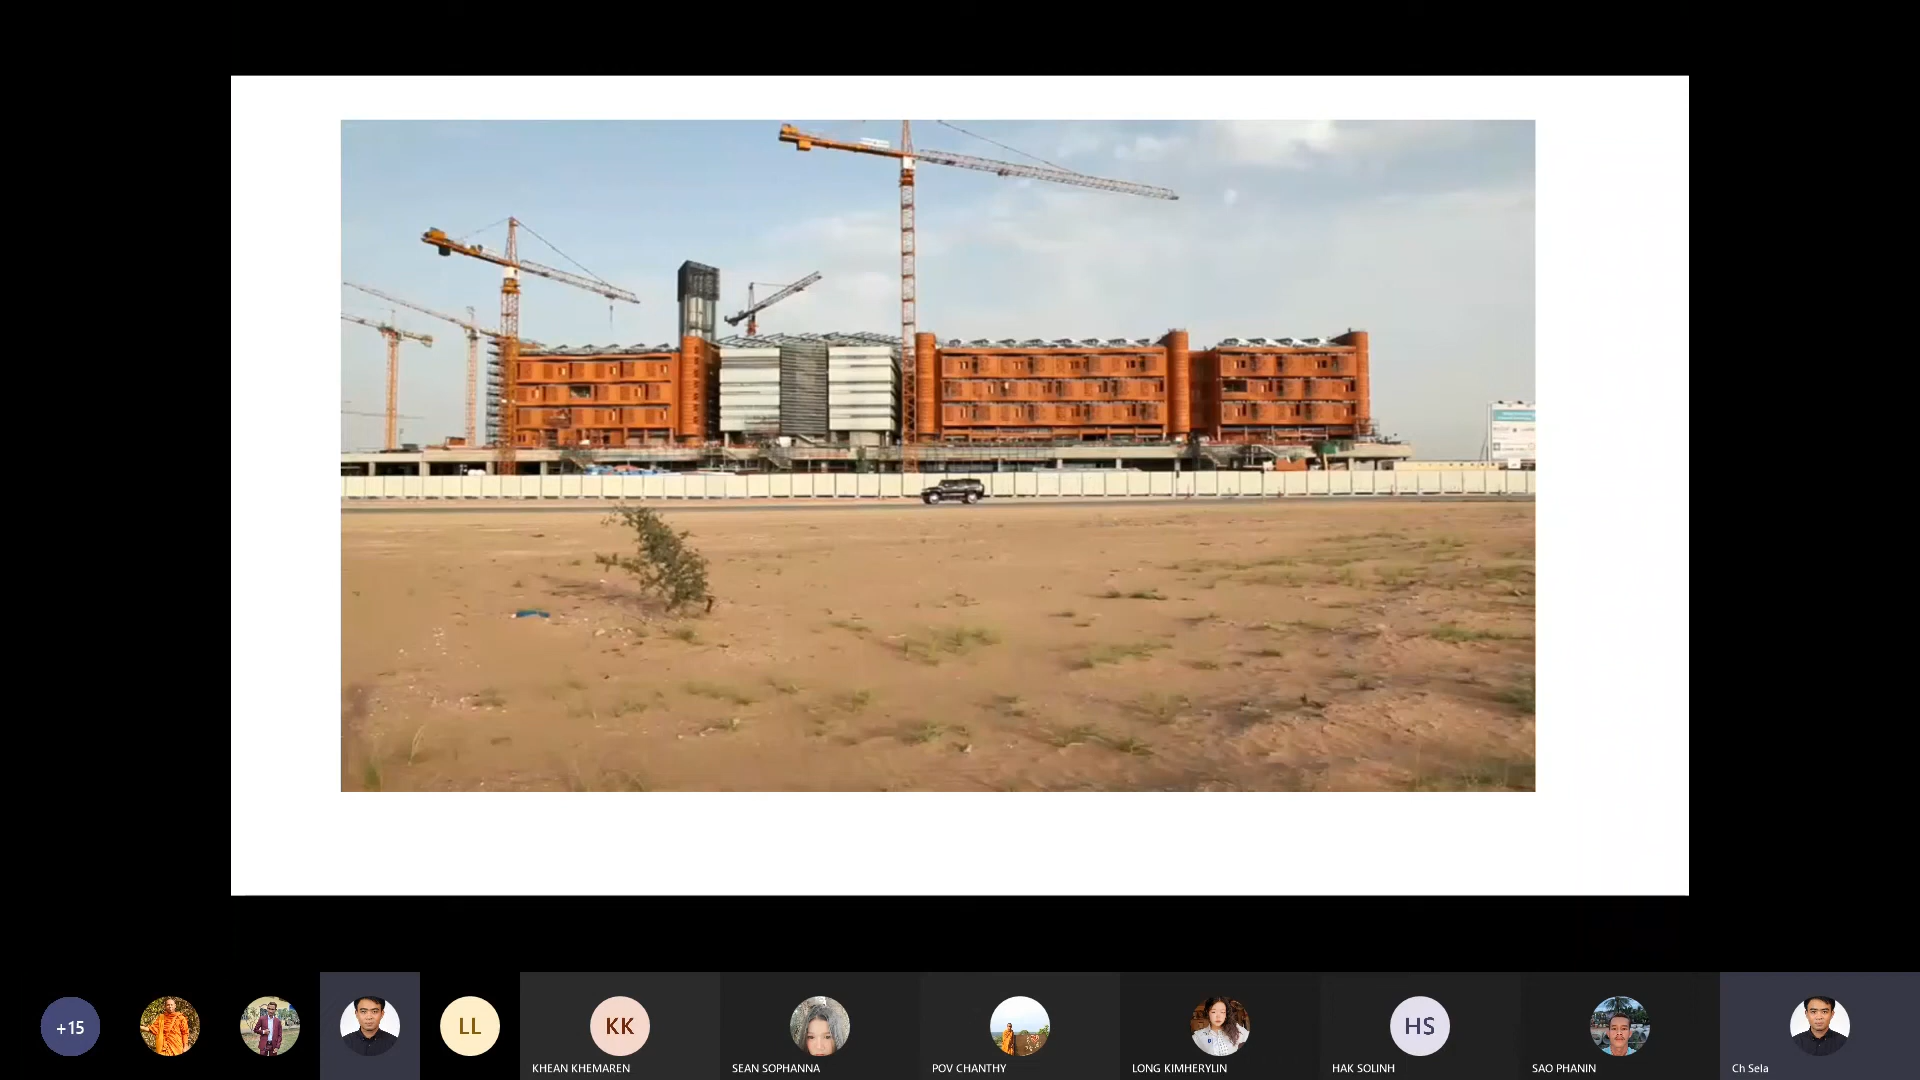 +15
LL
KK
KHEAN KHEMAREN
SEAN SOPHANNA
POV CHANTHY
LONG KIMHERYLIN
HS
HAK SOLINH
SAO PHANIN
Ch Sela